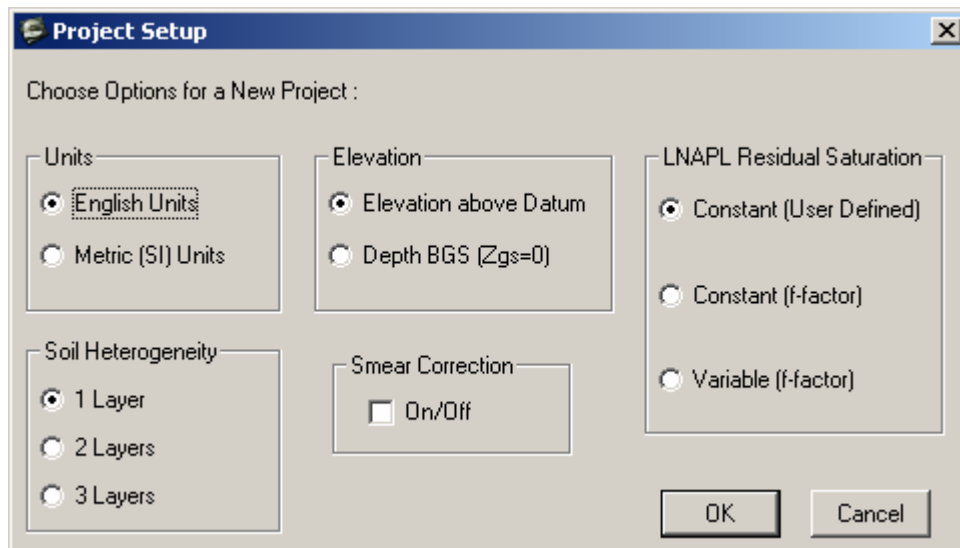 Project Setup
Choose Options for a New Project :
Units
English Units
Metric (SI) Units
Elevation
Elevation above Datum
Depth BGS (Zgs=0)
LNAPL Residual Saturation
Constant (User Defined)
Constant (f-factor)
Variable (f-factor)
Soil Heterogeneity
1 Layer
2 Layers
3 Layers
Smear Correction
On/Off
OK
Cancel